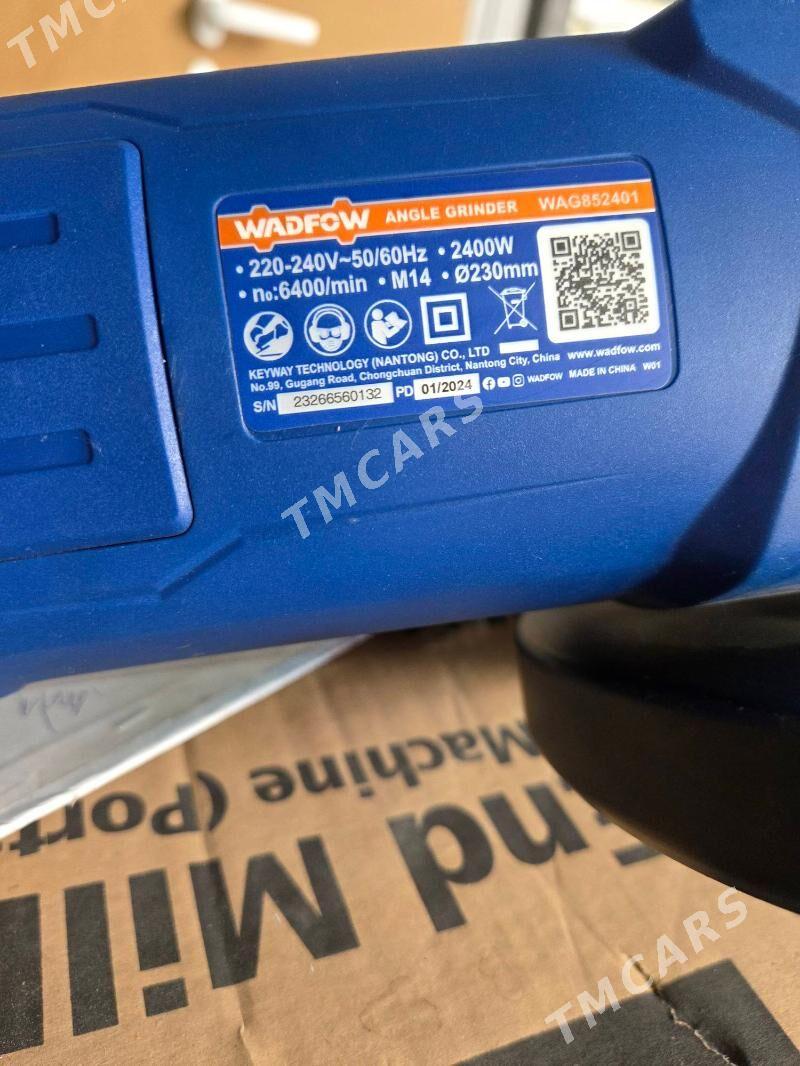 TMCARS
WADFOW ANGLE GRINDER WAG852401
• 220-240V~50/60Hz • 2400W
• n₀:6400/min • M14 • Ø230mm
KEYWAY TECHNOLOGY (NANTONG) CO., LTD
No.99, Gugang Road, Chongchuan District, Nantong City, China www.wadfow.com
S/N 23266560132 PD 01/2024 WADFOW MADE IN CHINA W01
TMCARS
Machine (Port
End Mill
TMCARS